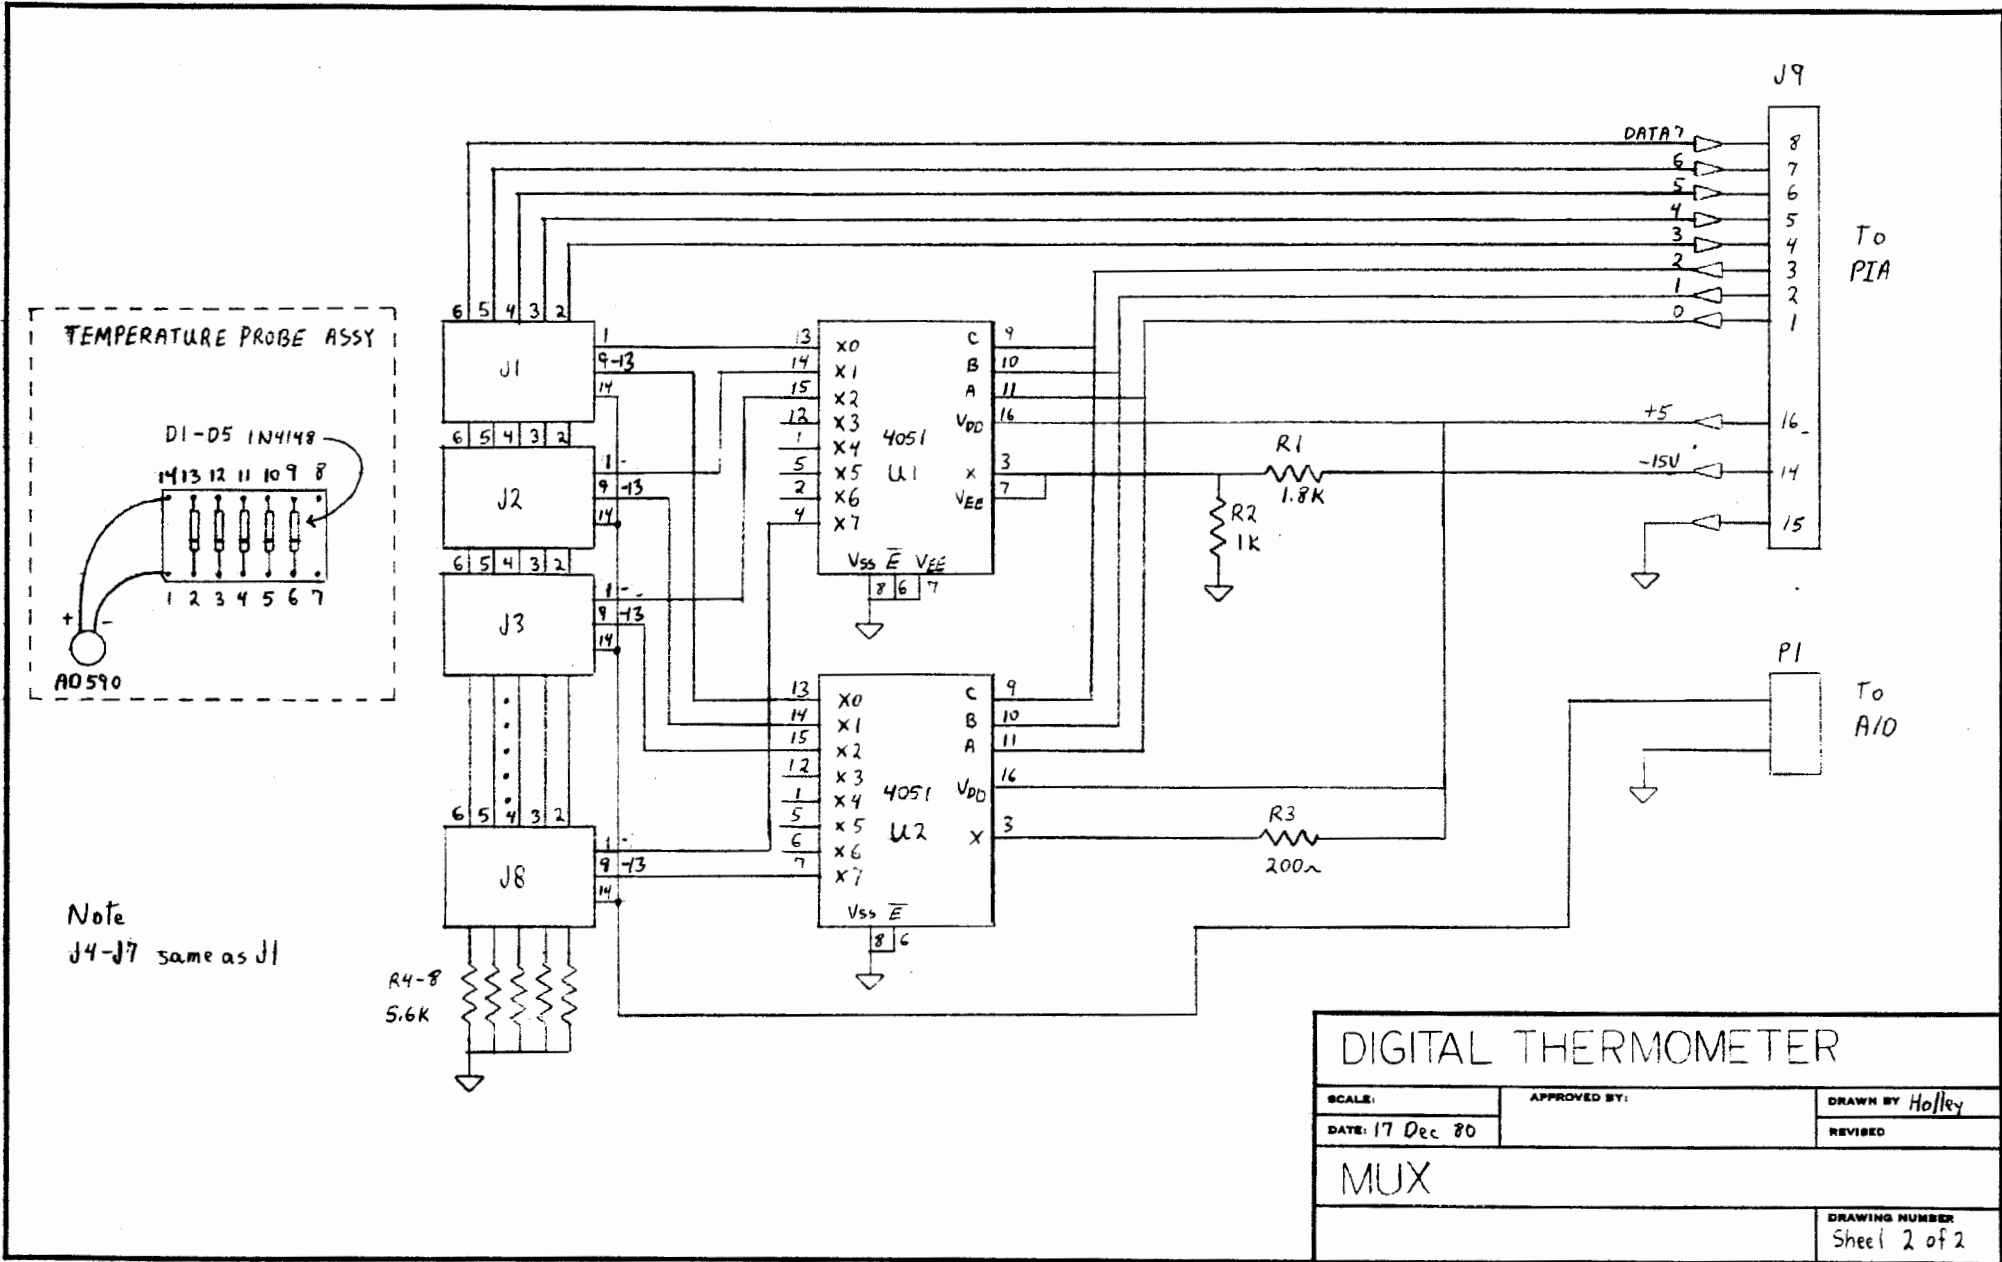 J9
DATA7 8
6 7
5 6
4 5
3 4
2 3
1 2
0 1
To
PIA
+5 16
-15V 14
15
TEMPERATURE PROBE ASSY
D1-D5 1N4148
14 13 12 11 10 9 8
1 2 3 4 5 6 7
+ -
AD590
6 5 4 3 2
J1
1
9-13
14
6 5 4 3 2
J2
1
9-13
14
6 5 4 3 2
J3
1
9-13
14
6 5 4 3 2
J8
1
9-13
14
R4-8
5.6K
Note
J4-J7 same as J1
13 X0
14 X1
15 X2
12 X3
1 X4
5 X5
2 X6
4 X7
4051
U1
C 9
B 10
A 11
VDD 16
X 3
VEE 7
Vss E̅ VEE
8 6 7
R1
1.8K
R2
1K
13 X0
14 X1
15 X2
12 X3
1 X4
5 X5
6 X6
7 X7
4051
U2
C 9
B 10
A 11
VDD 16
X 3
Vss E̅
8 6
R3
200Ω
P1
To
A/D
DIGITAL THERMOMETER
SCALE:
APPROVED BY:
DRAWN BY Holley
DATE: 17 Dec 80
REVISED
MUX
DRAWING NUMBER
Sheet 2 of 2